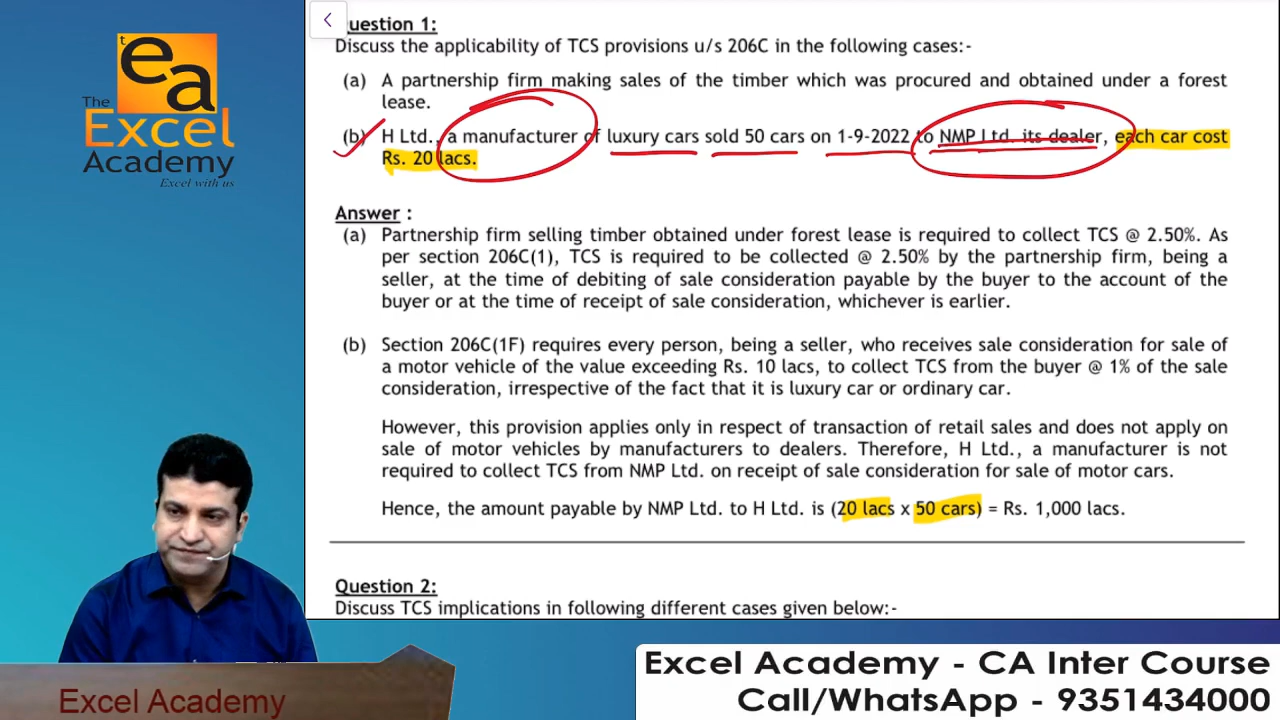 t
ea
The
Excel
Academy
Excel with us
Question 1:
Discuss the applicability of TCS provisions u/s 206C in the following cases:-
(a) A partnership firm making sales of the timber which was procured and obtained under a forest
lease.
(b) H Ltd., a manufacturer of luxury cars sold 50 cars on 1-9-2022 to NMP Ltd. its dealer, each car cost
Rs. 20 lacs.
Answer :
(a) Partnership firm selling timber obtained under forest lease is required to collect TCS @ 2.50%. As
per section 206C(1), TCS is required to be collected @ 2.50% by the partnership firm, being a
seller, at the time of debiting of sale consideration payable by the buyer to the account of the
buyer or at the time of receipt of sale consideration, whichever is earlier.
(b) Section 206C(1F) requires every person, being a seller, who receives sale consideration for sale of
a motor vehicle of the value exceeding Rs. 10 lacs, to collect TCS from the buyer @ 1% of the sale
consideration, irrespective of the fact that it is luxury car or ordinary car.
However, this provision applies only in respect of transaction of retail sales and does not apply on
sale of motor vehicles by manufacturers to dealers. Therefore, H Ltd., a manufacturer is not
required to collect TCS from NMP Ltd. on receipt of sale consideration for sale of motor cars.
Hence, the amount payable by NMP Ltd. to H Ltd. is (20 lacs x 50 cars) = Rs. 1,000 lacs.
Question 2:
Discuss TCS implications in following different cases given below:-
Excel Academy
Excel Academy - CA Inter Course
Call/WhatsApp - 9351434000